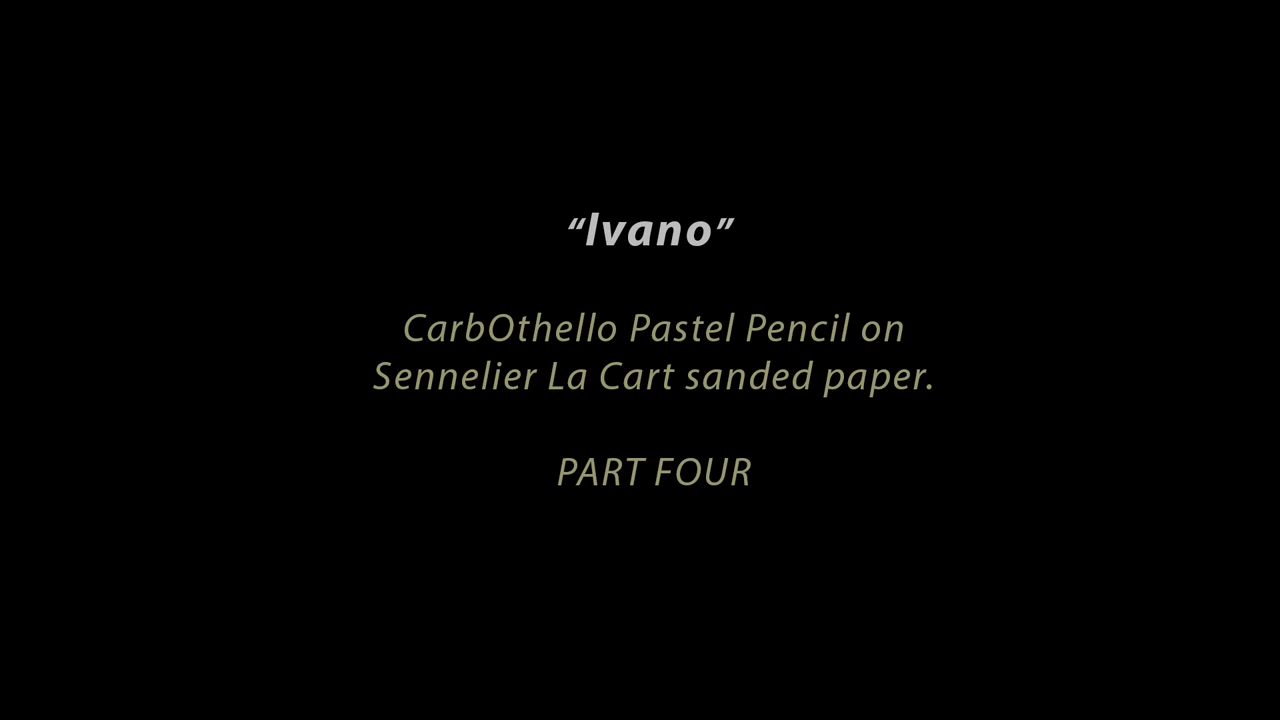 “Ivano”
CarbOthello Pastel Pencil on
Sennelier La Cart sanded paper.
PART FOUR